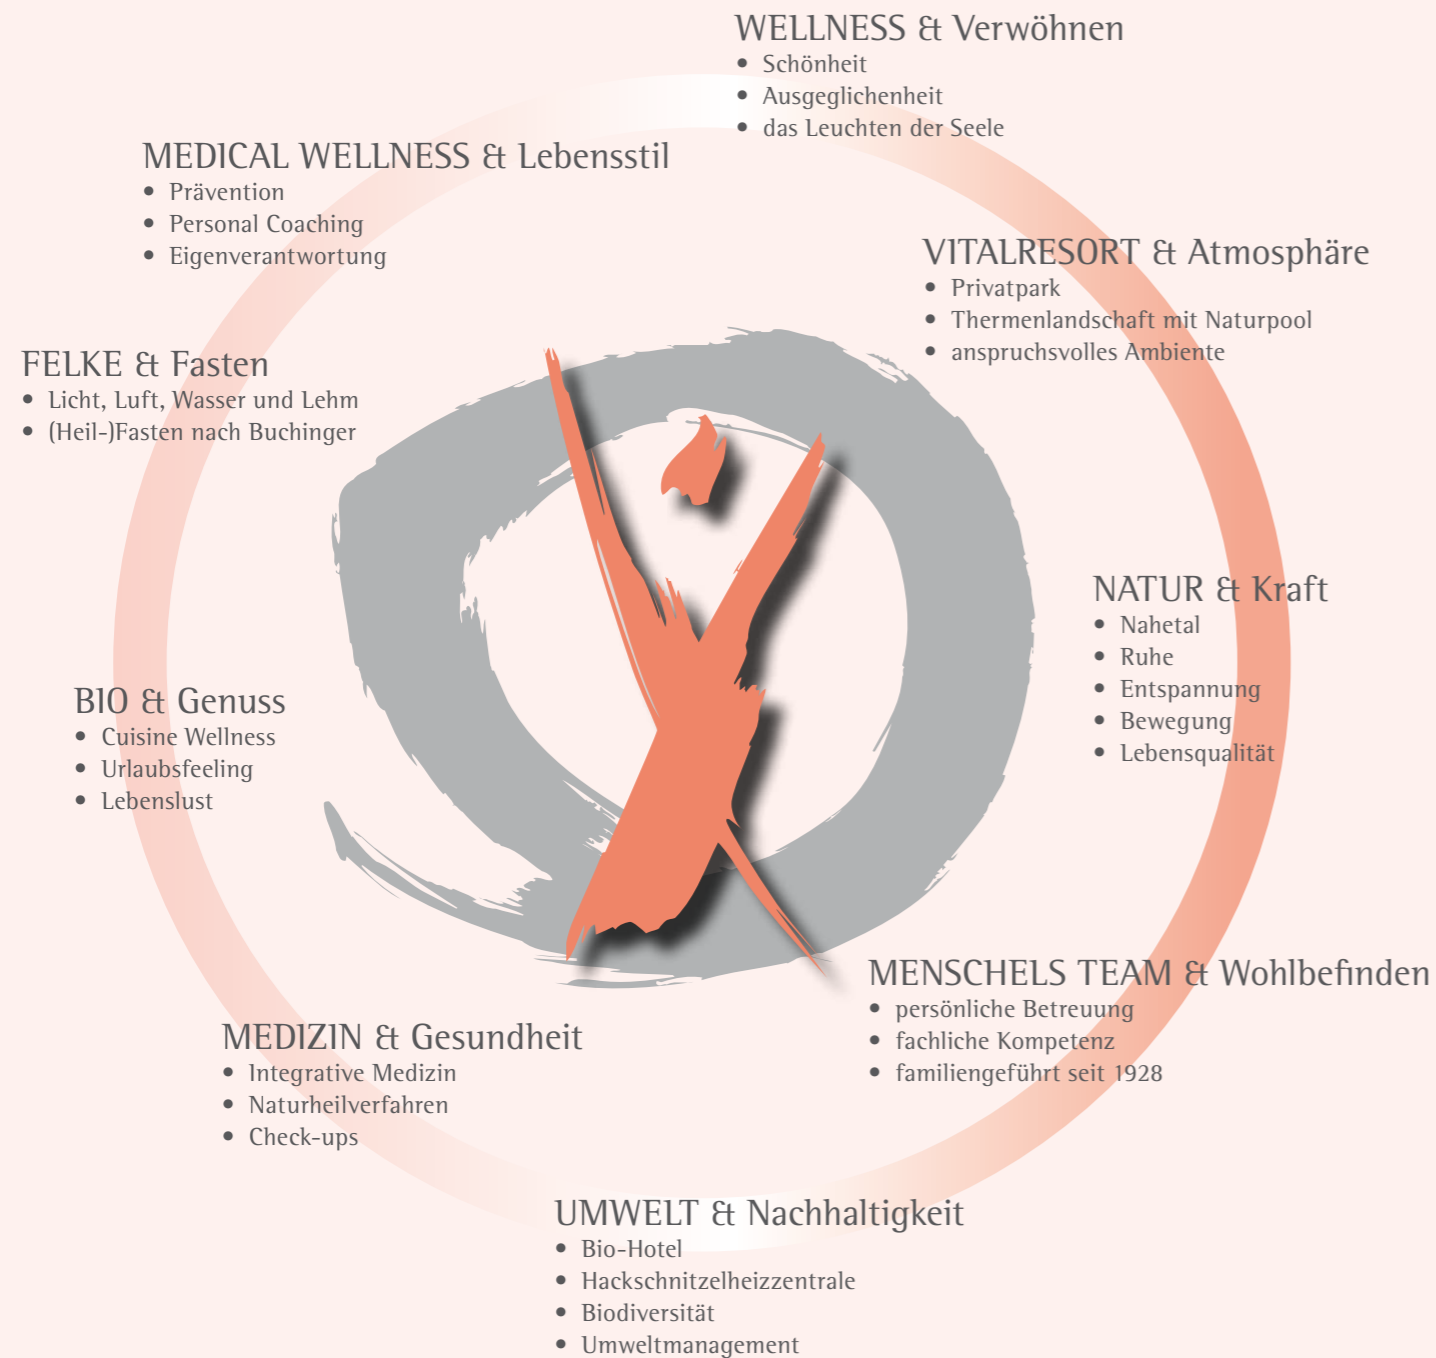 WELLNESS & Verwöhnen
• Schönheit
• Ausgeglichenheit
• das Leuchten der Seele
MEDICAL WELLNESS & Lebensstil
• Prävention
• Personal Coaching
• Eigenverantwortung
VITALRESORT & Atmosphäre
• Privatpark
• Thermenlandschaft mit Naturpool
• anspruchsvolles Ambiente
FELKE & Fasten
• Licht, Luft, Wasser und Lehm
• (Heil-)Fasten nach Buchinger
NATUR & Kraft
• Nahetal
• Ruhe
• Entspannung
• Bewegung
• Lebensqualität
BIO & Genuss
• Cuisine Wellness
• Urlaubsfeeling
• Lebenslust
MENSCHELS TEAM & Wohlbefinden
• persönliche Betreuung
• fachliche Kompetenz
• familiengeführt seit 1928
MEDIZIN & Gesundheit
• Integrative Medizin
• Naturheilverfahren
• Check-ups
UMWELT & Nachhaltigkeit
• Bio-Hotel
• Hackschnitzelheizzentrale
• Biodiversität
• Umweltmanagement